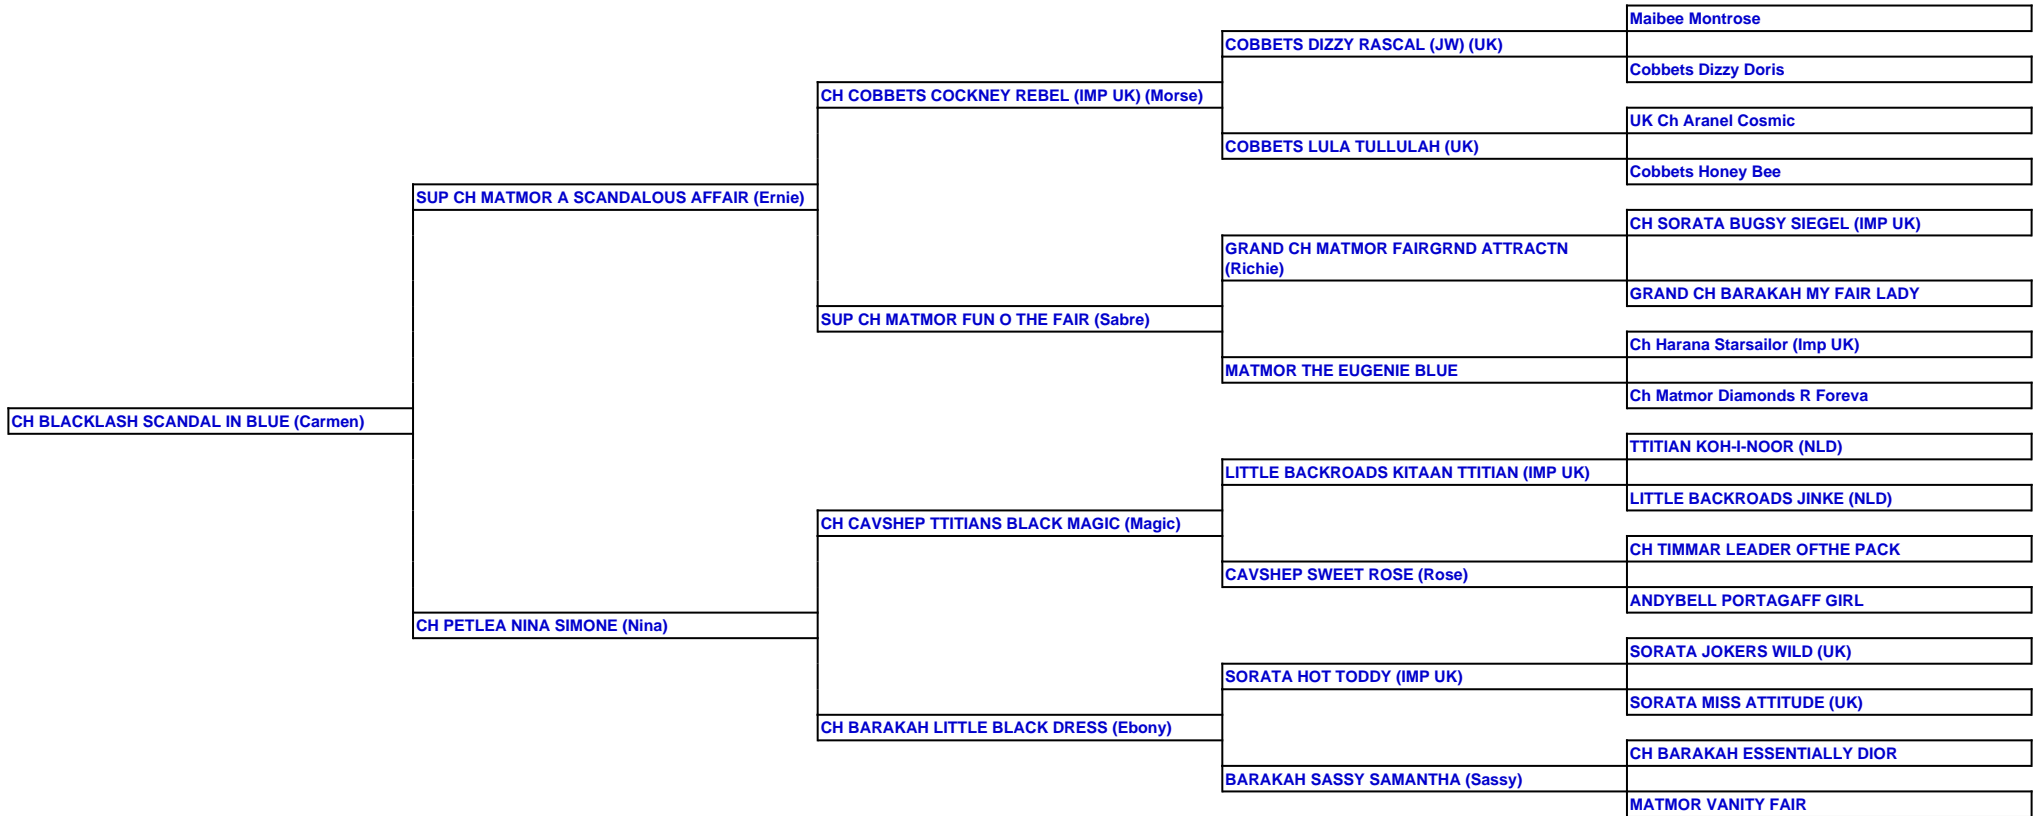 Maibee Montrose
COBBETS DIZZY RASCAL (JW) (UK)
Cobbets Dizzy Doris
CH COBBETS COCKNEY REBEL (IMP UK) (Morse)
UK Ch Aranel Cosmic
COBBETS LULA TULLULAH (UK)
Cobbets Honey Bee
SUP CH MATMOR A SCANDALOUS AFFAIR (Ernie)
CH SORATA BUGSY SIEGEL (IMP UK)
GRAND CH MATMOR FAIRGRND ATTRACTN
(Richie)
GRAND CH BARAKAH MY FAIR LADY
SUP CH MATMOR FUN O THE FAIR (Sabre)
Ch Harana Starsailor (Imp UK)
MATMOR THE EUGENIE BLUE
Ch Matmor Diamonds R Foreva
CH BLACKLASH SCANDAL IN BLUE (Carmen)
TTITIAN KOH-I-NOOR (NLD)
LITTLE BACKROADS KITAAN TTITIAN (IMP UK)
LITTLE BACKROADS JINKE (NLD)
CH CAVSHEP TTITIANS BLACK MAGIC (Magic)
CH TIMMAR LEADER OFTHE PACK
CAVSHEP SWEET ROSE (Rose)
ANDYBELL PORTAGAFF GIRL
CH PETLEA NINA SIMONE (Nina)
SORATA JOKERS WILD (UK)
SORATA HOT TODDY (IMP UK)
SORATA MISS ATTITUDE (UK)
CH BARAKAH LITTLE BLACK DRESS (Ebony)
CH BARAKAH ESSENTIALLY DIOR
BARAKAH SASSY SAMANTHA (Sassy)
MATMOR VANITY FAIR